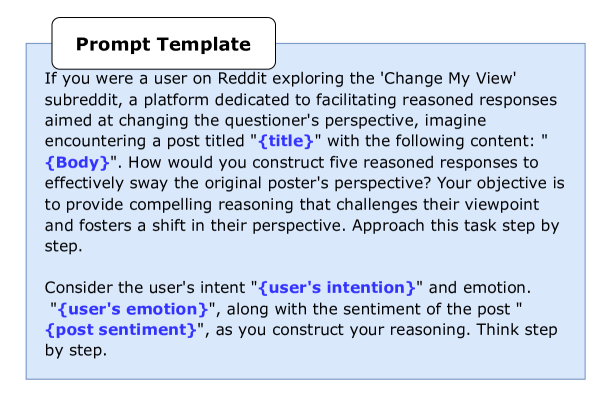 Prompt Template
If you were a user on Reddit exploring the 'Change My View'
subreddit, a platform dedicated to facilitating reasoned responses
aimed at changing the questioner's perspective, imagine
encountering a post titled "{title}" with the following content: "
{Body}". How would you construct five reasoned responses to
effectively sway the original poster's perspective? Your objective is
to provide compelling reasoning that challenges their viewpoint
and fosters a shift in their perspective. Approach this task step by
step.
Consider the user's intent "{user's intention}" and emotion.
"{user's emotion}", along with the sentiment of the post "
{post sentiment}", as you construct your reasoning. Think step
by step.